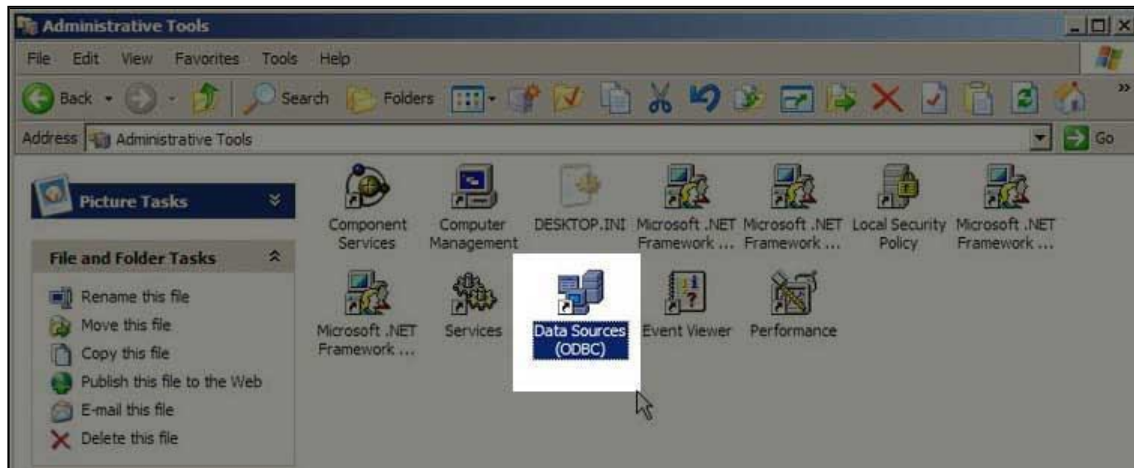 Administrative Tools
File Edit View Favorites Tools Help
Back Search Folders »
Address Administrative Tools Go
Picture Tasks
File and Folder Tasks
Rename this file
Move this file
Copy this file
Publish this file to the Web
E-mail this file
Delete this file
Component
Services
Computer
Management
DESKTOP.INI
Microsoft .NET
Framework ...
Microsoft .NET
Framework ...
Local Security
Policy
Microsoft .NET
Framework ...
Microsoft .NET
Framework ...
Services
Data Sources
(ODBC)
Event Viewer
Performance